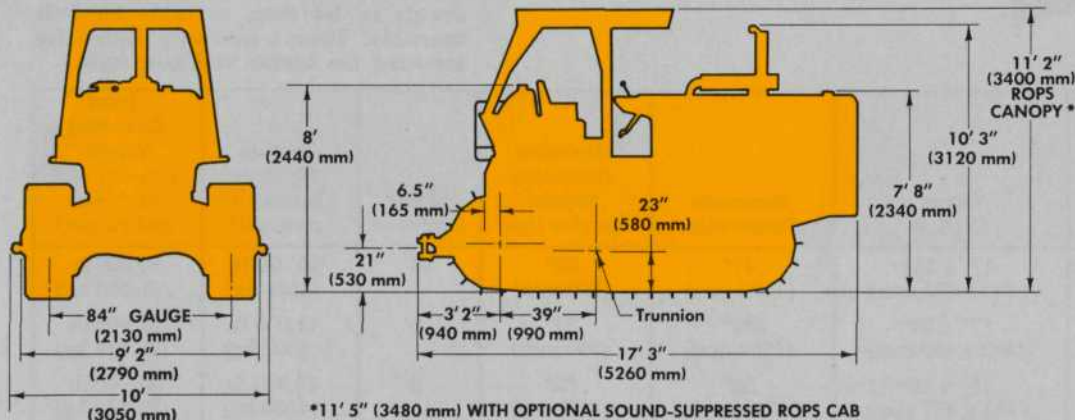 8'
(2440 mm)
6.5"
(165 mm)
21"
(530 mm)
23"
(580 mm)
11' 2"
(3400 mm)
ROPS
CANOPY *
10' 3"
(3120 mm)
7' 8"
(2340 mm)
84" GAUGE
(2130 mm)
9' 2"
(2790 mm)
10'
(3050 mm)
3' 2"
(940 mm)
39"
(990 mm)
Trunnion
17' 3"
(5260 mm)
*11' 5" (3480 mm) WITH OPTIONAL SOUND-SUPPRESSED ROPS CAB